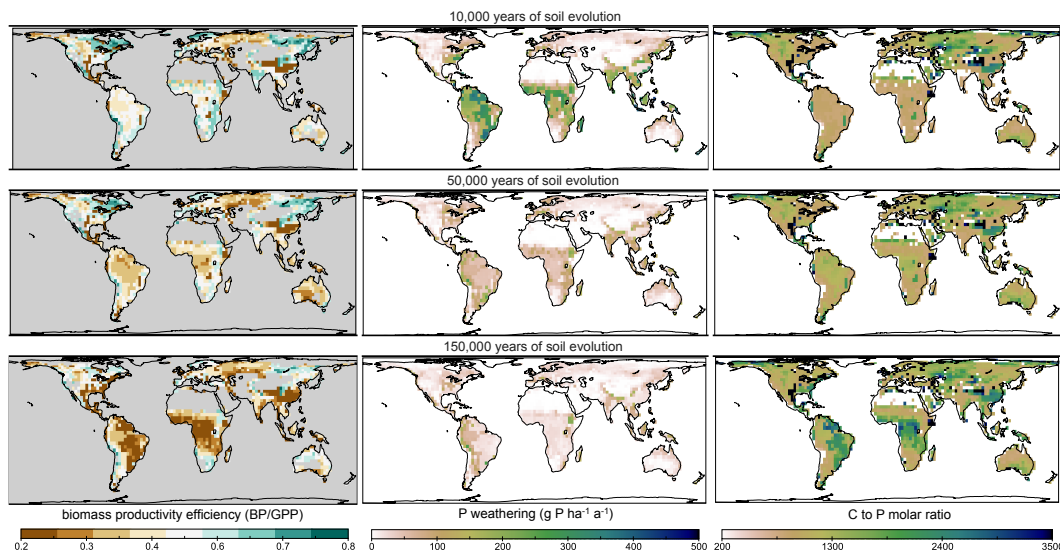 10,000 years of soil evolution
50,000 years of soil evolution
150,000 years of soil evolution
biomass productivity efficiency (BP/GPP)
P weathering (g P ha⁻¹ a⁻¹)
C to P molar ratio
0.2 0.3 0.4 0.5 0.6 0.7 0.8
0 100 200 300 400 500
200 1300 2400 3500